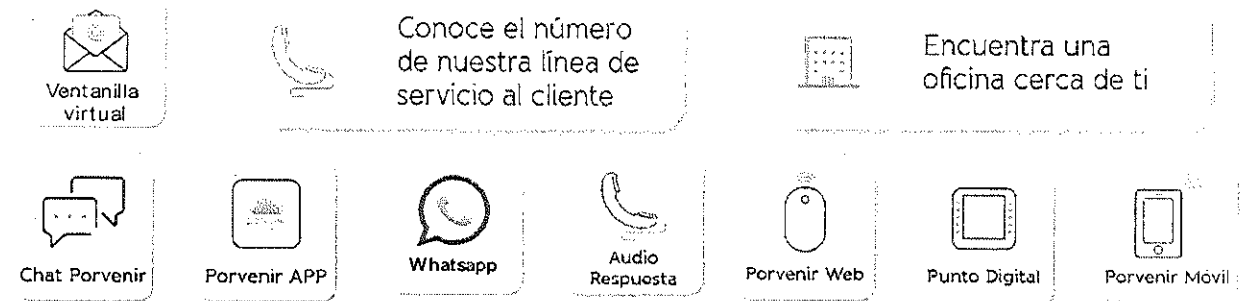 Ventanilla
virtual
Conoce el número
de nuestra línea de
servicio al cliente
Encuentra una
oficina cerca de ti
Chat Porvenir
Porvenir APP
Whatsapp
Audio
Respuosta
Porvenir Web
Punto Digital
Porvenir Móvil